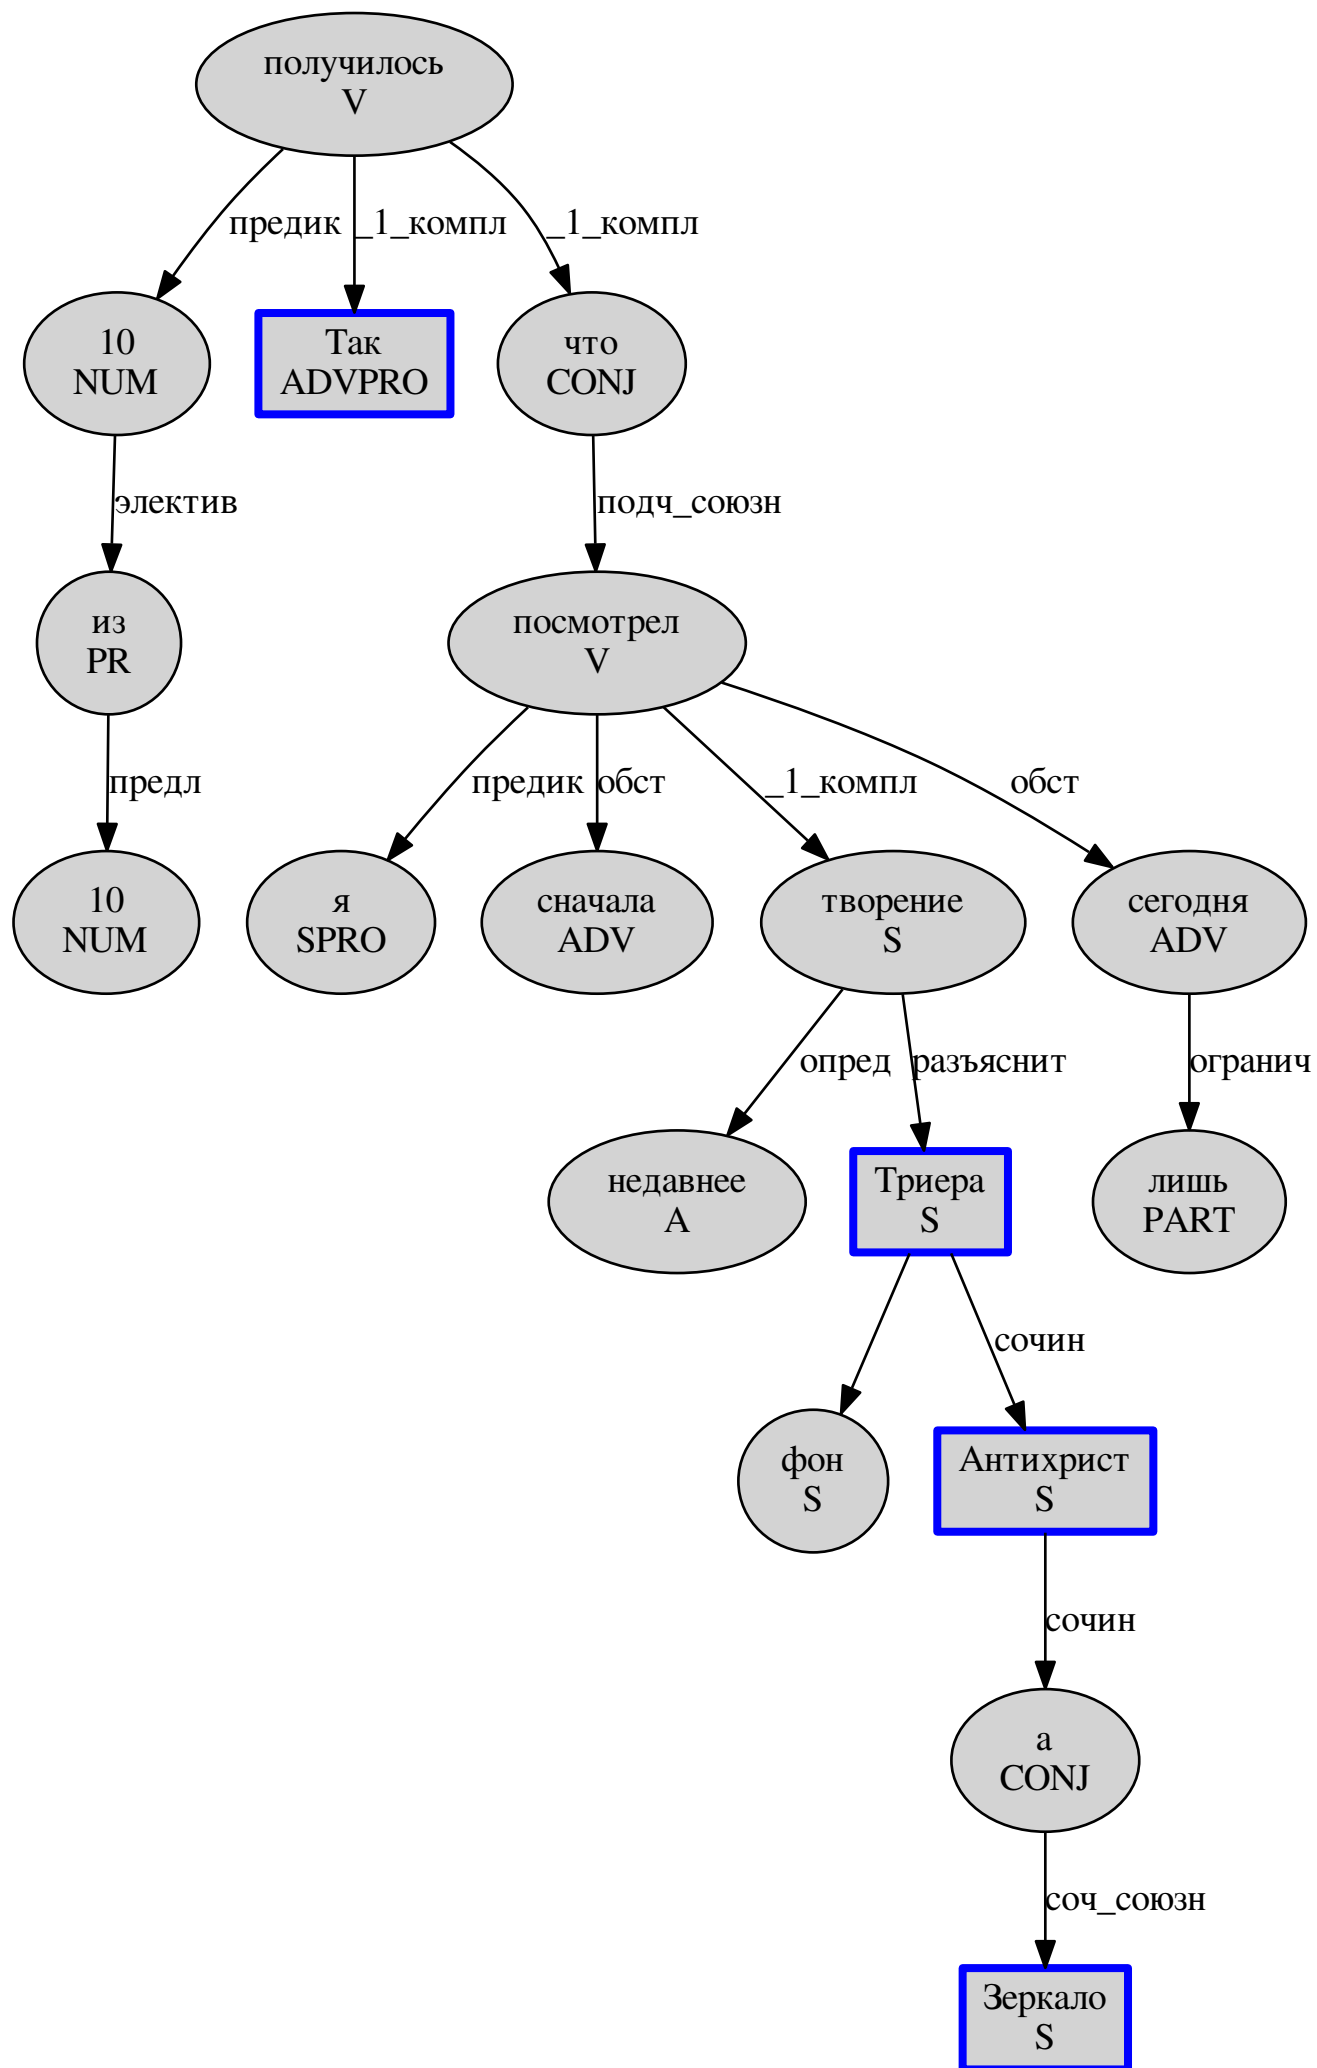 получилось
V
предик
_1_компл
_1_компл
10
NUM
Так
ADVPRO
что
CONJ
электив
подч_союзн
из
PR
посмотрел
V
предл
предик
обст
_1_компл
обст
10
NUM
я
SPRO
сначала
ADV
творение
S
сегодня
ADV
опред
разъяснит
огранич
недавнее
A
Триера
S
лишь
PART
сочин
фон
S
Антихрист
S
сочин
а
CONJ
соч_союзн
Зеркало
S